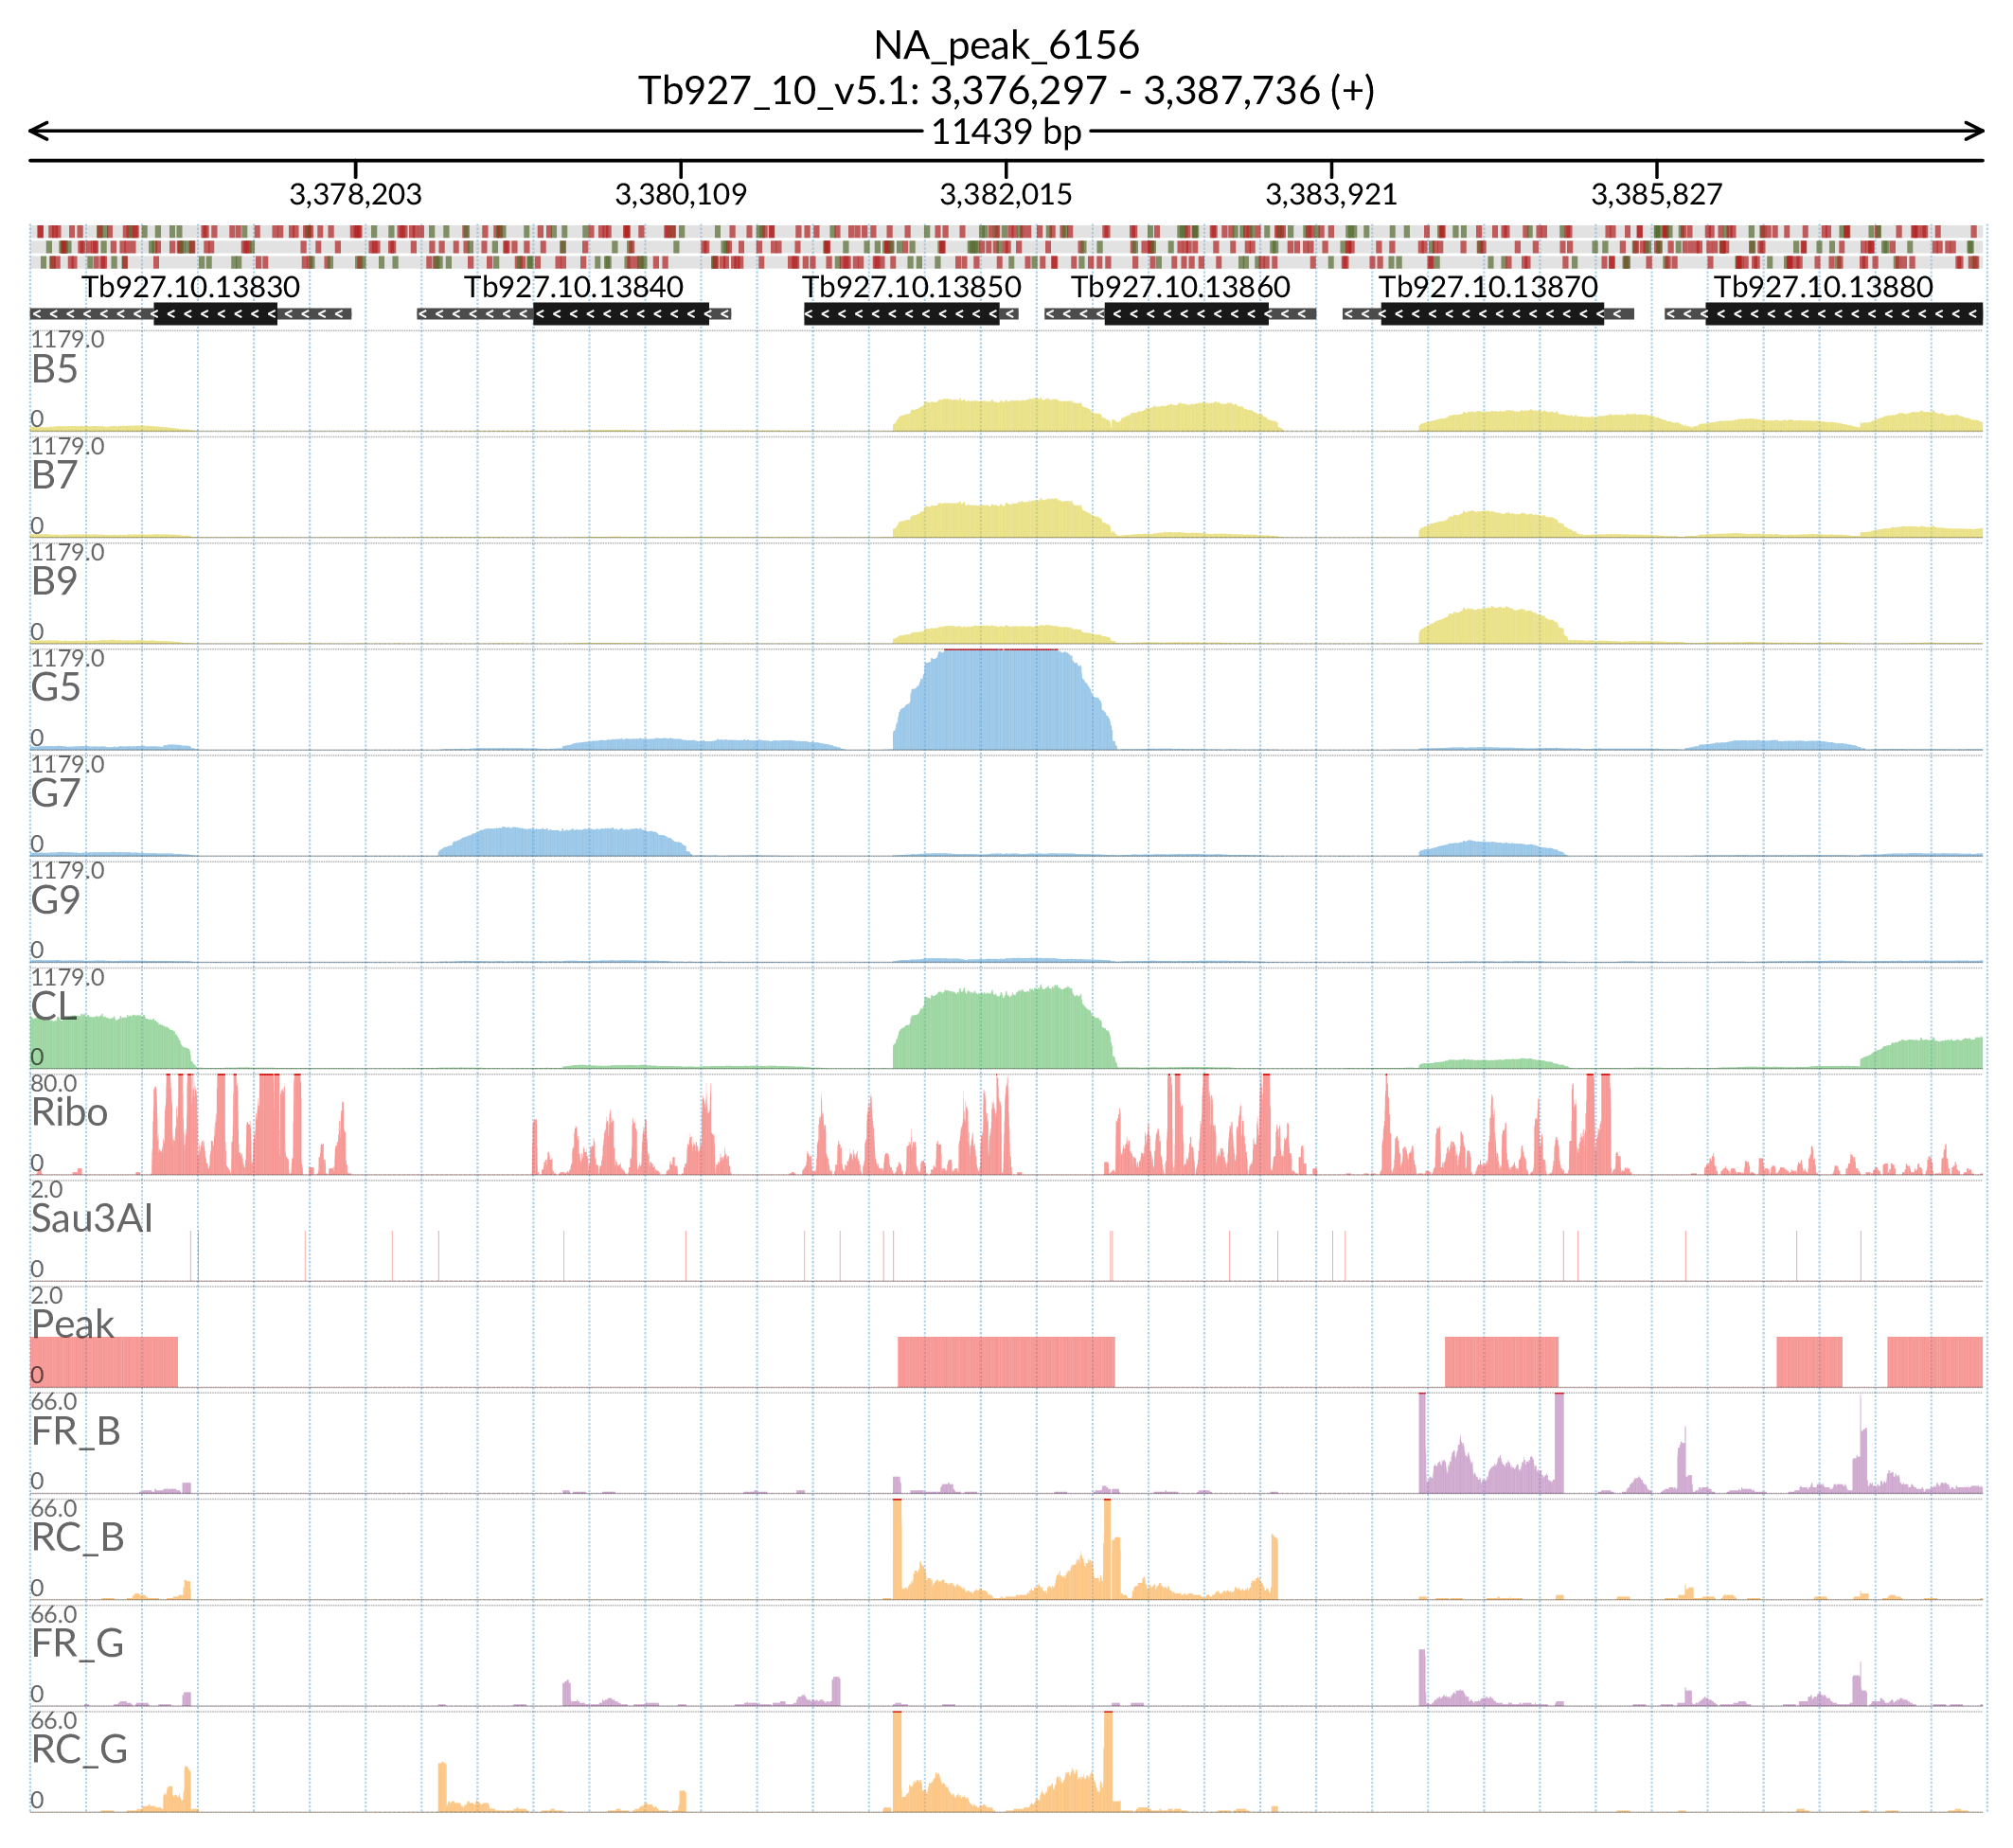 NA_peak_6156
Tb927_10_v5.1: 3,376,297 - 3,387,736 (+)
11439 bp
3,378,203 3,380,109 3,382,015 3,383,921 3,385,827
Tb927.10.13830 Tb927.10.13840 Tb927.10.13850 Tb927.10.13860 Tb927.10.13870 Tb927.10.13880
1179.0
B5
0
1179.0
B7
0
1179.0
B9
0
1179.0
G5
0
1179.0
G7
0
1179.0
G9
0
1179.0
CL
0
80.0
Ribo
0
2.0
Sau3AI
0
2.0
Peak
0
66.0
FR_B
0
66.0
RC_B
0
66.0
FR_G
0
66.0
RC_G
0